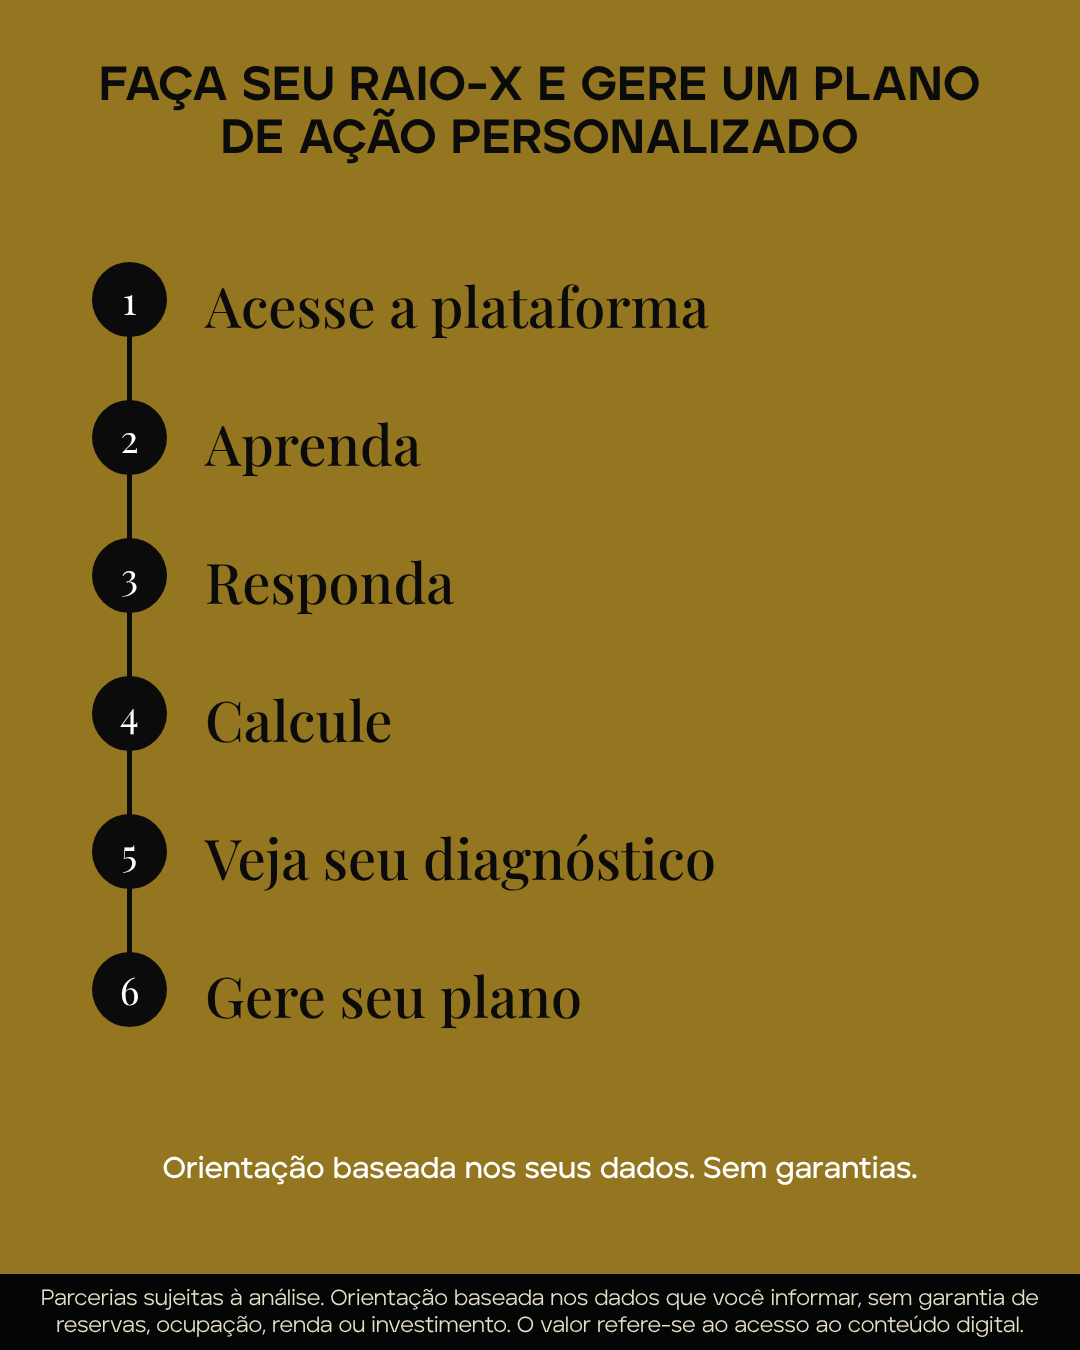 FAÇA SEU RAIO-X E GERE UM PLANO
DE AÇÃO PERSONALIZADO
1 Acesse a plataforma
2 Aprenda
3 Responda
4 Calcule
5 Veja seu diagnóstico
6 Gere seu plano
Orientação baseada nos seus dados. Sem garantias.
Parcerias sujeitas à análise. Orientação baseada nos dados que você informar, sem garantia de
reservas, ocupação, renda ou investimento. O valor refere-se ao acesso ao conteúdo digital.